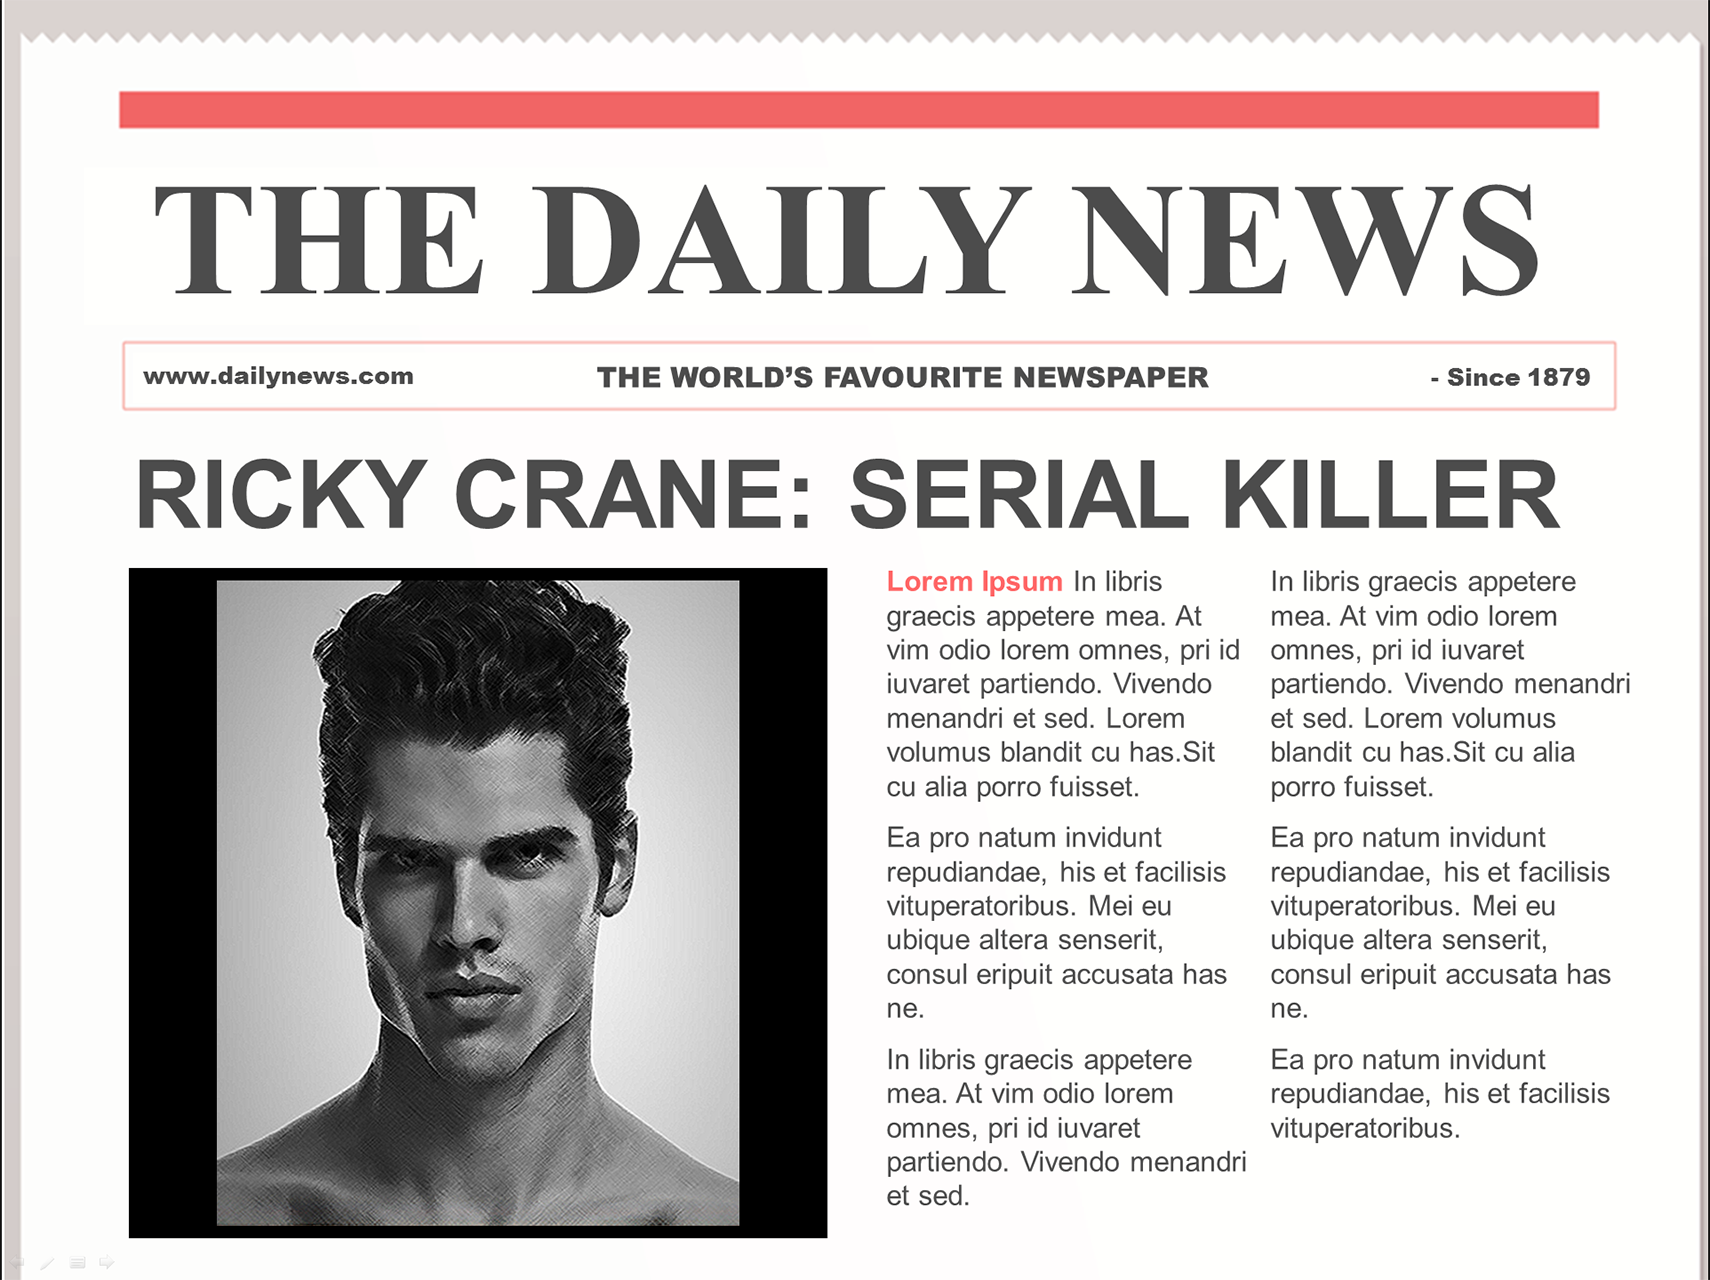 THE DAILY NEWS
www.dailynews.com
THE WORLD’S FAVOURITE NEWSPAPER
- Since 1879
RICKY CRANE: SERIAL KILLER
Lorem Ipsum In libris
graecis appetere mea. At
vim odio lorem omnes, pri id
iuvaret partiendo. Vivendo
menandri et sed. Lorem
volumus blandit cu has.Sit
cu alia porro fuisset.
Ea pro natum invidunt
repudiandae, his et facilisis
vituperatoribus. Mei eu
ubique altera senserit,
consul eripuit accusata has
ne.
In libris graecis appetere
mea. At vim odio lorem
omnes, pri id iuvaret
partiendo. Vivendo menandri
et sed.
In libris graecis appetere
mea. At vim odio lorem
omnes, pri id iuvaret
partiendo. Vivendo menandri
et sed. Lorem volumus
blandit cu has.Sit cu alia
porro fuisset.
Ea pro natum invidunt
repudiandae, his et facilisis
vituperatoribus. Mei eu
ubique altera senserit,
consul eripuit accusata has
ne.
Ea pro natum invidunt
repudiandae, his et facilisis
vituperatoribus.